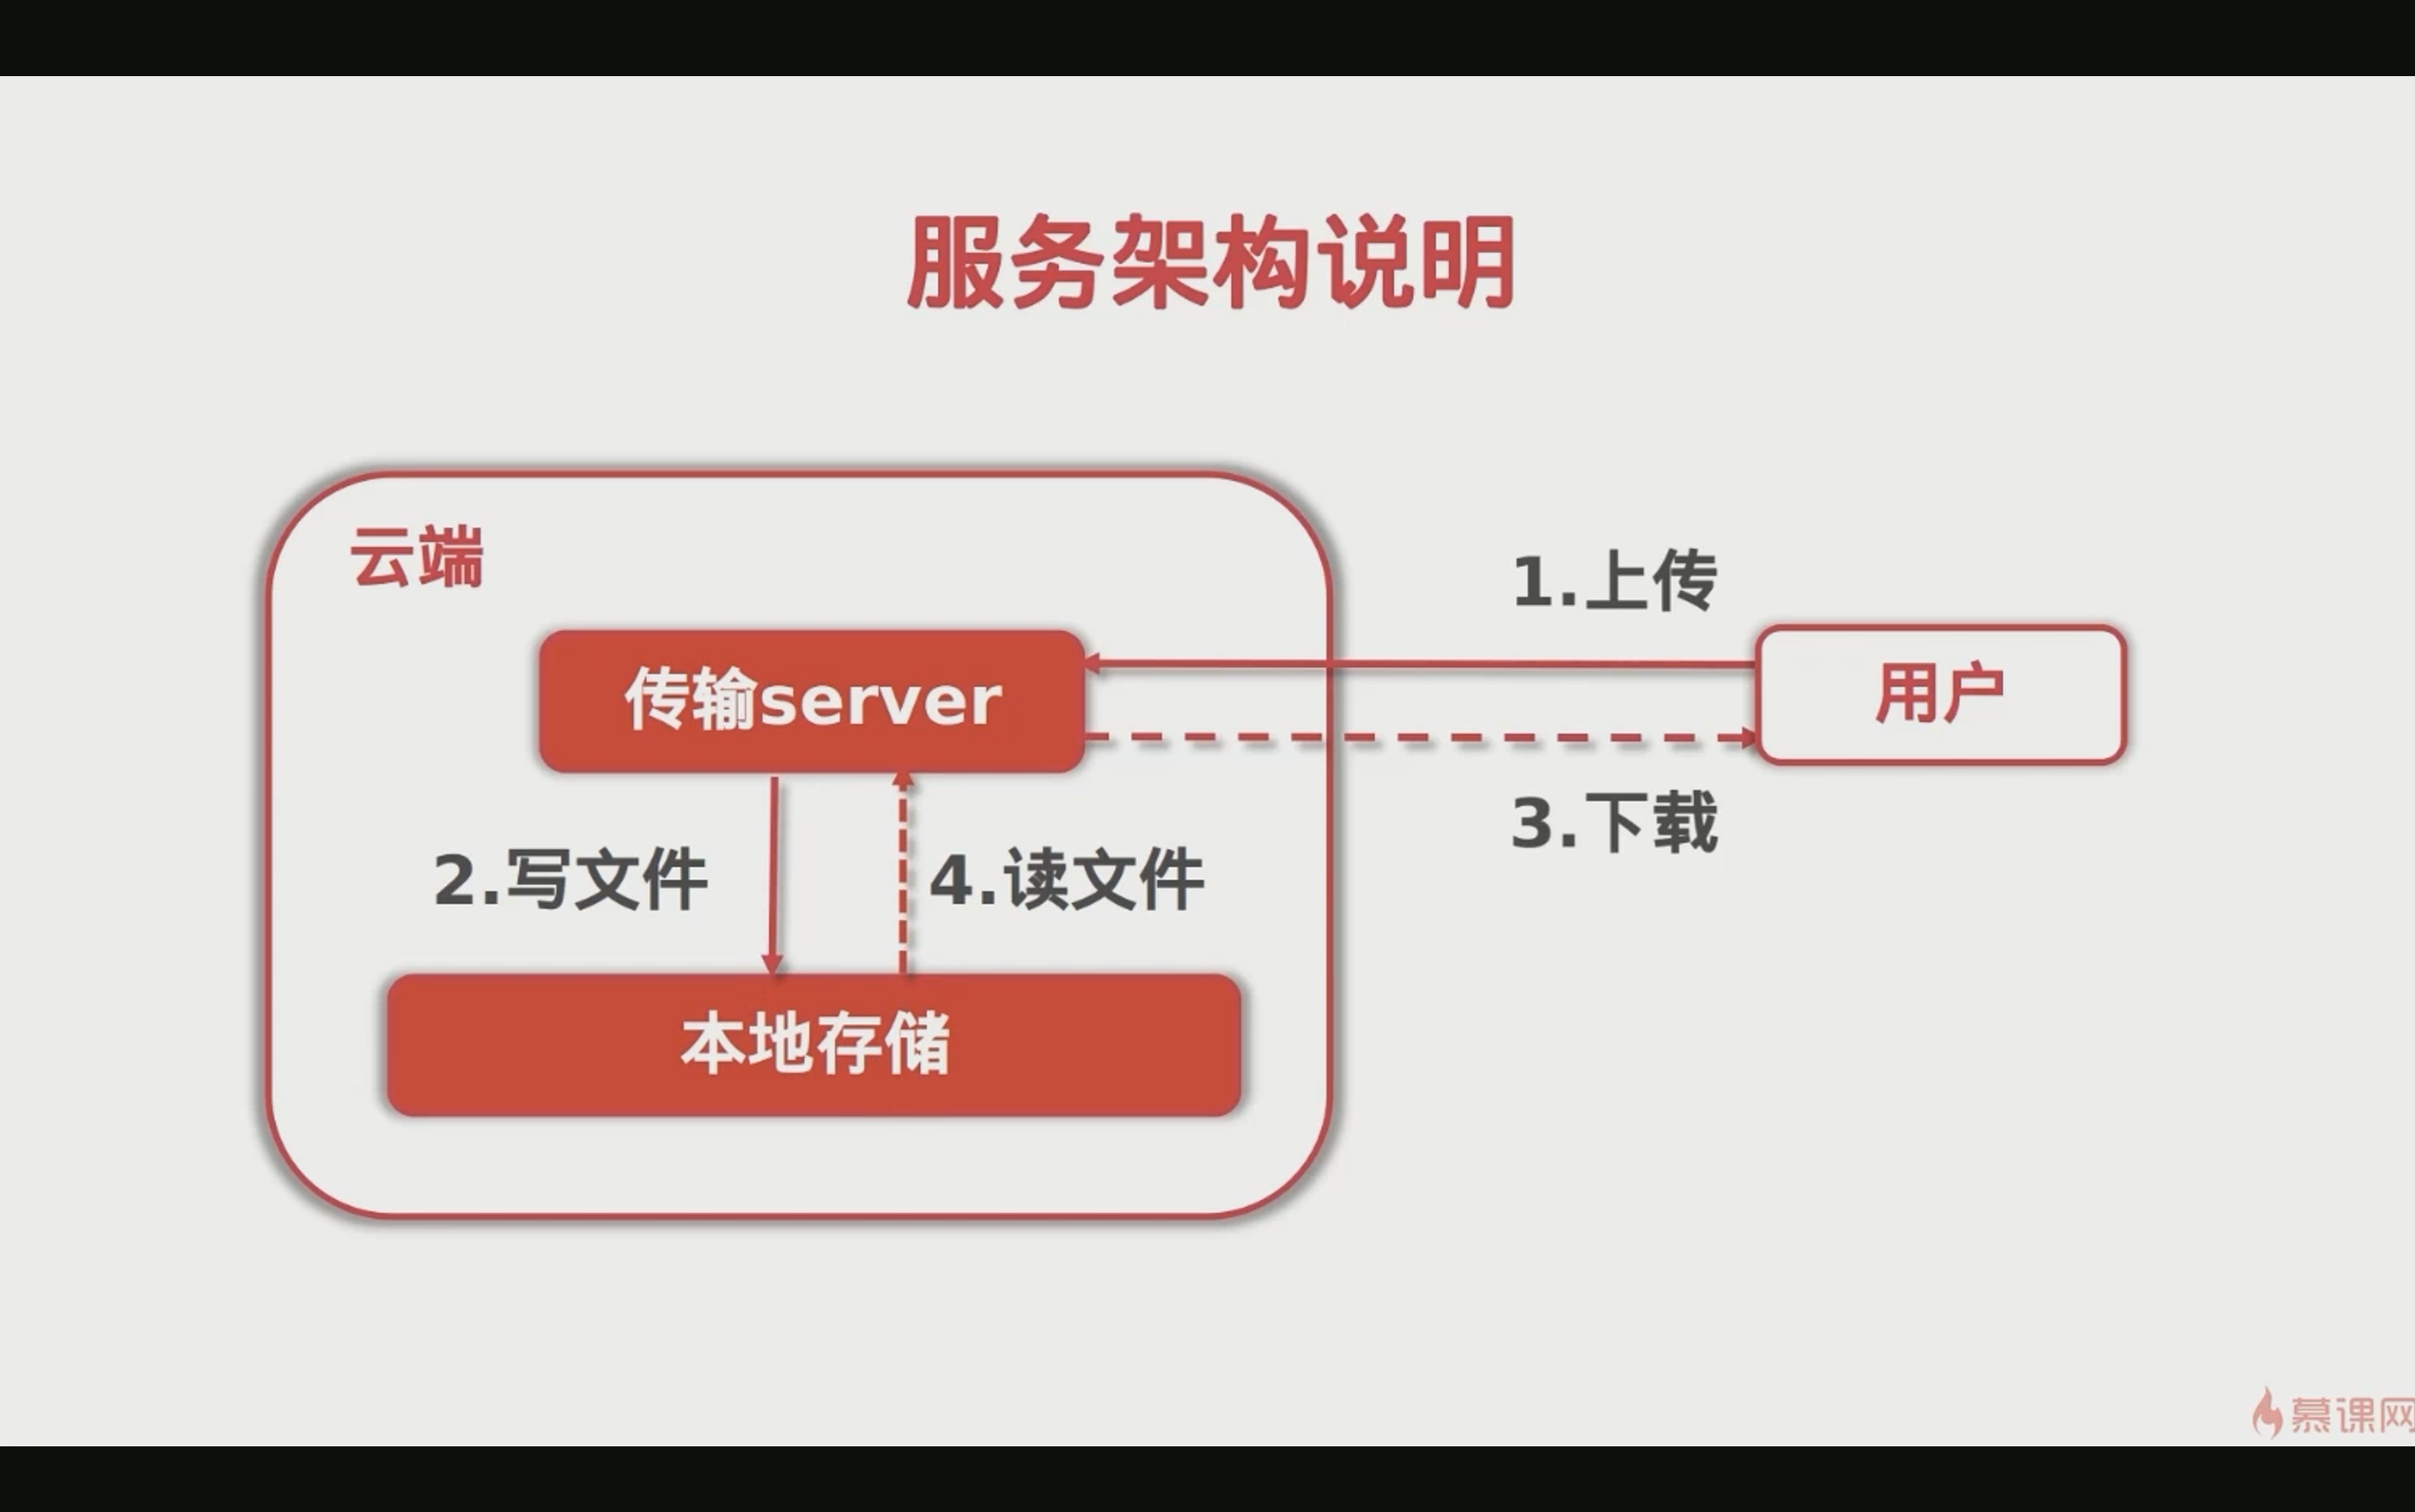 服务架构说明
云端
1.上传
传输server
用户
3.下载
2.写文件
4.读文件
本地存储
慕课网